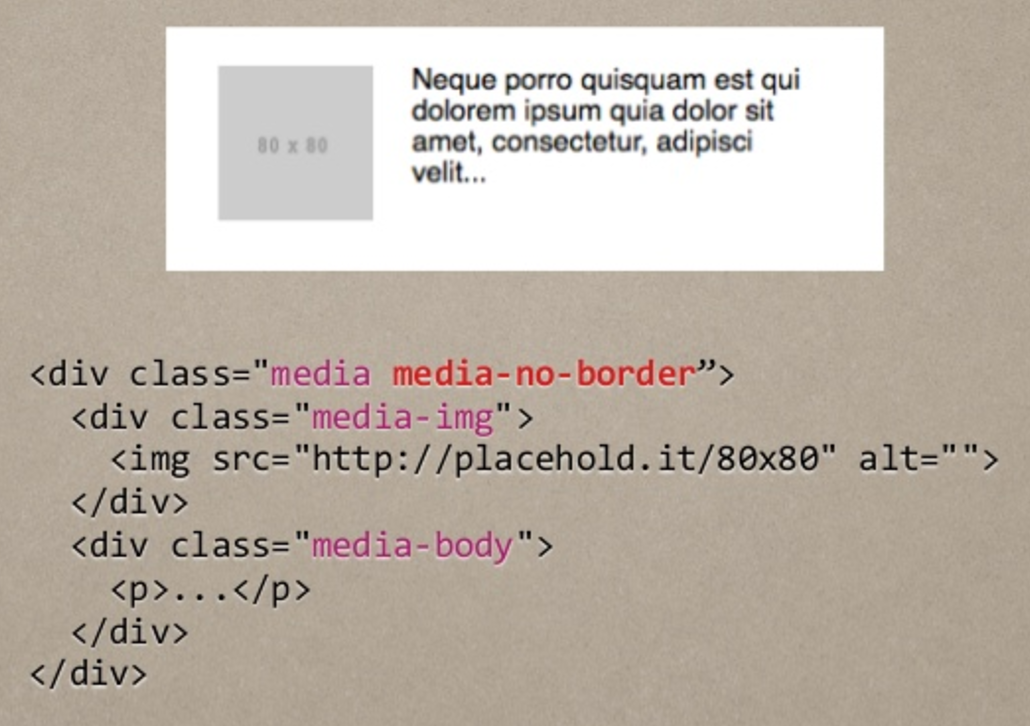 80 x 80
Neque porro quisquam est qui
dolorem ipsum quia dolor sit
amet, consectetur, adipisci
velit...
<div class="media media-no-border”>
  <div class="media-img">
    <img src="http://placehold.it/80x80" alt="">
  </div>
  <div class="media-body">
    <p>...</p>
  </div>
</div>